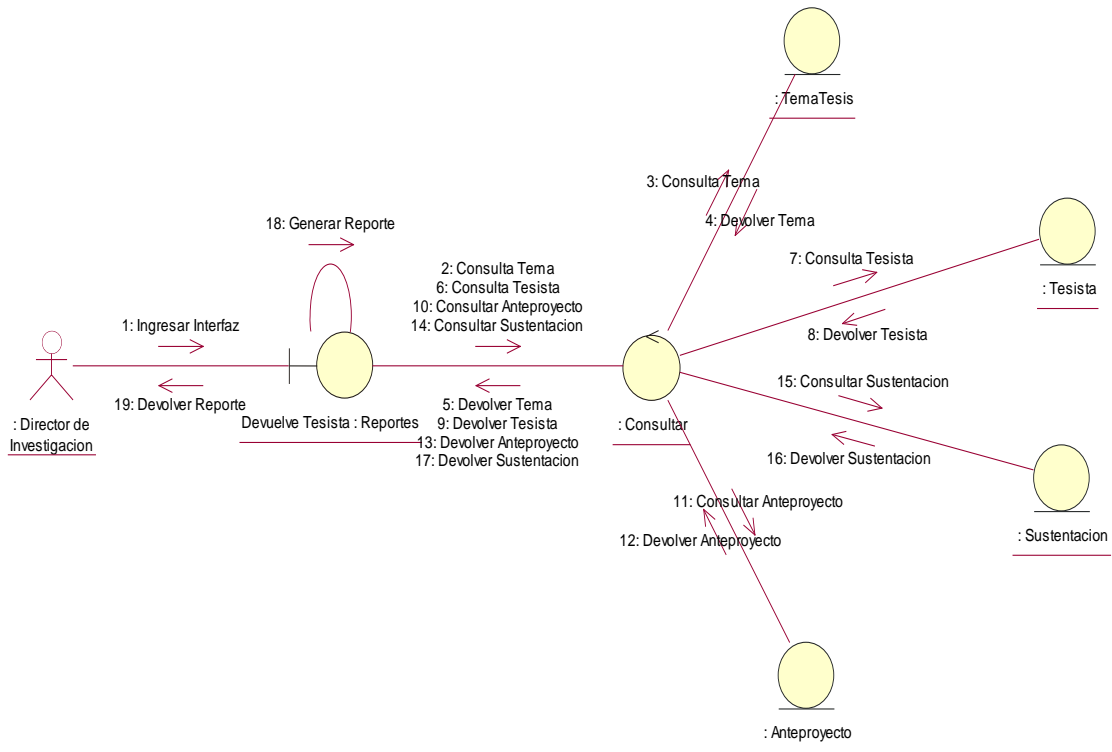 : TemaTesis
3: Consulta Tema
4: Devolver Tema
18: Generar Reporte
7: Consulta Tesista
2: Consulta Tema
6: Consulta Tesista
10: Consultar Anteproyecto
14: Consultar Sustentacion
: Tesista
1: Ingresar Interfaz
8: Devolver Tesista
19: Devolver Reporte
5: Devolver Tema
9: Devolver Tesista
13: Devolver Anteproyecto
17: Devolver Sustentacion
15: Consultar Sustentacion
: Director de
Investigacion
Devuelve Tesista : Reportes
: Consultar
16: Devolver Sustentacion
11: Consultar Anteproyecto
12: Devolver Anteproyecto
: Sustentacion
: Anteproyecto